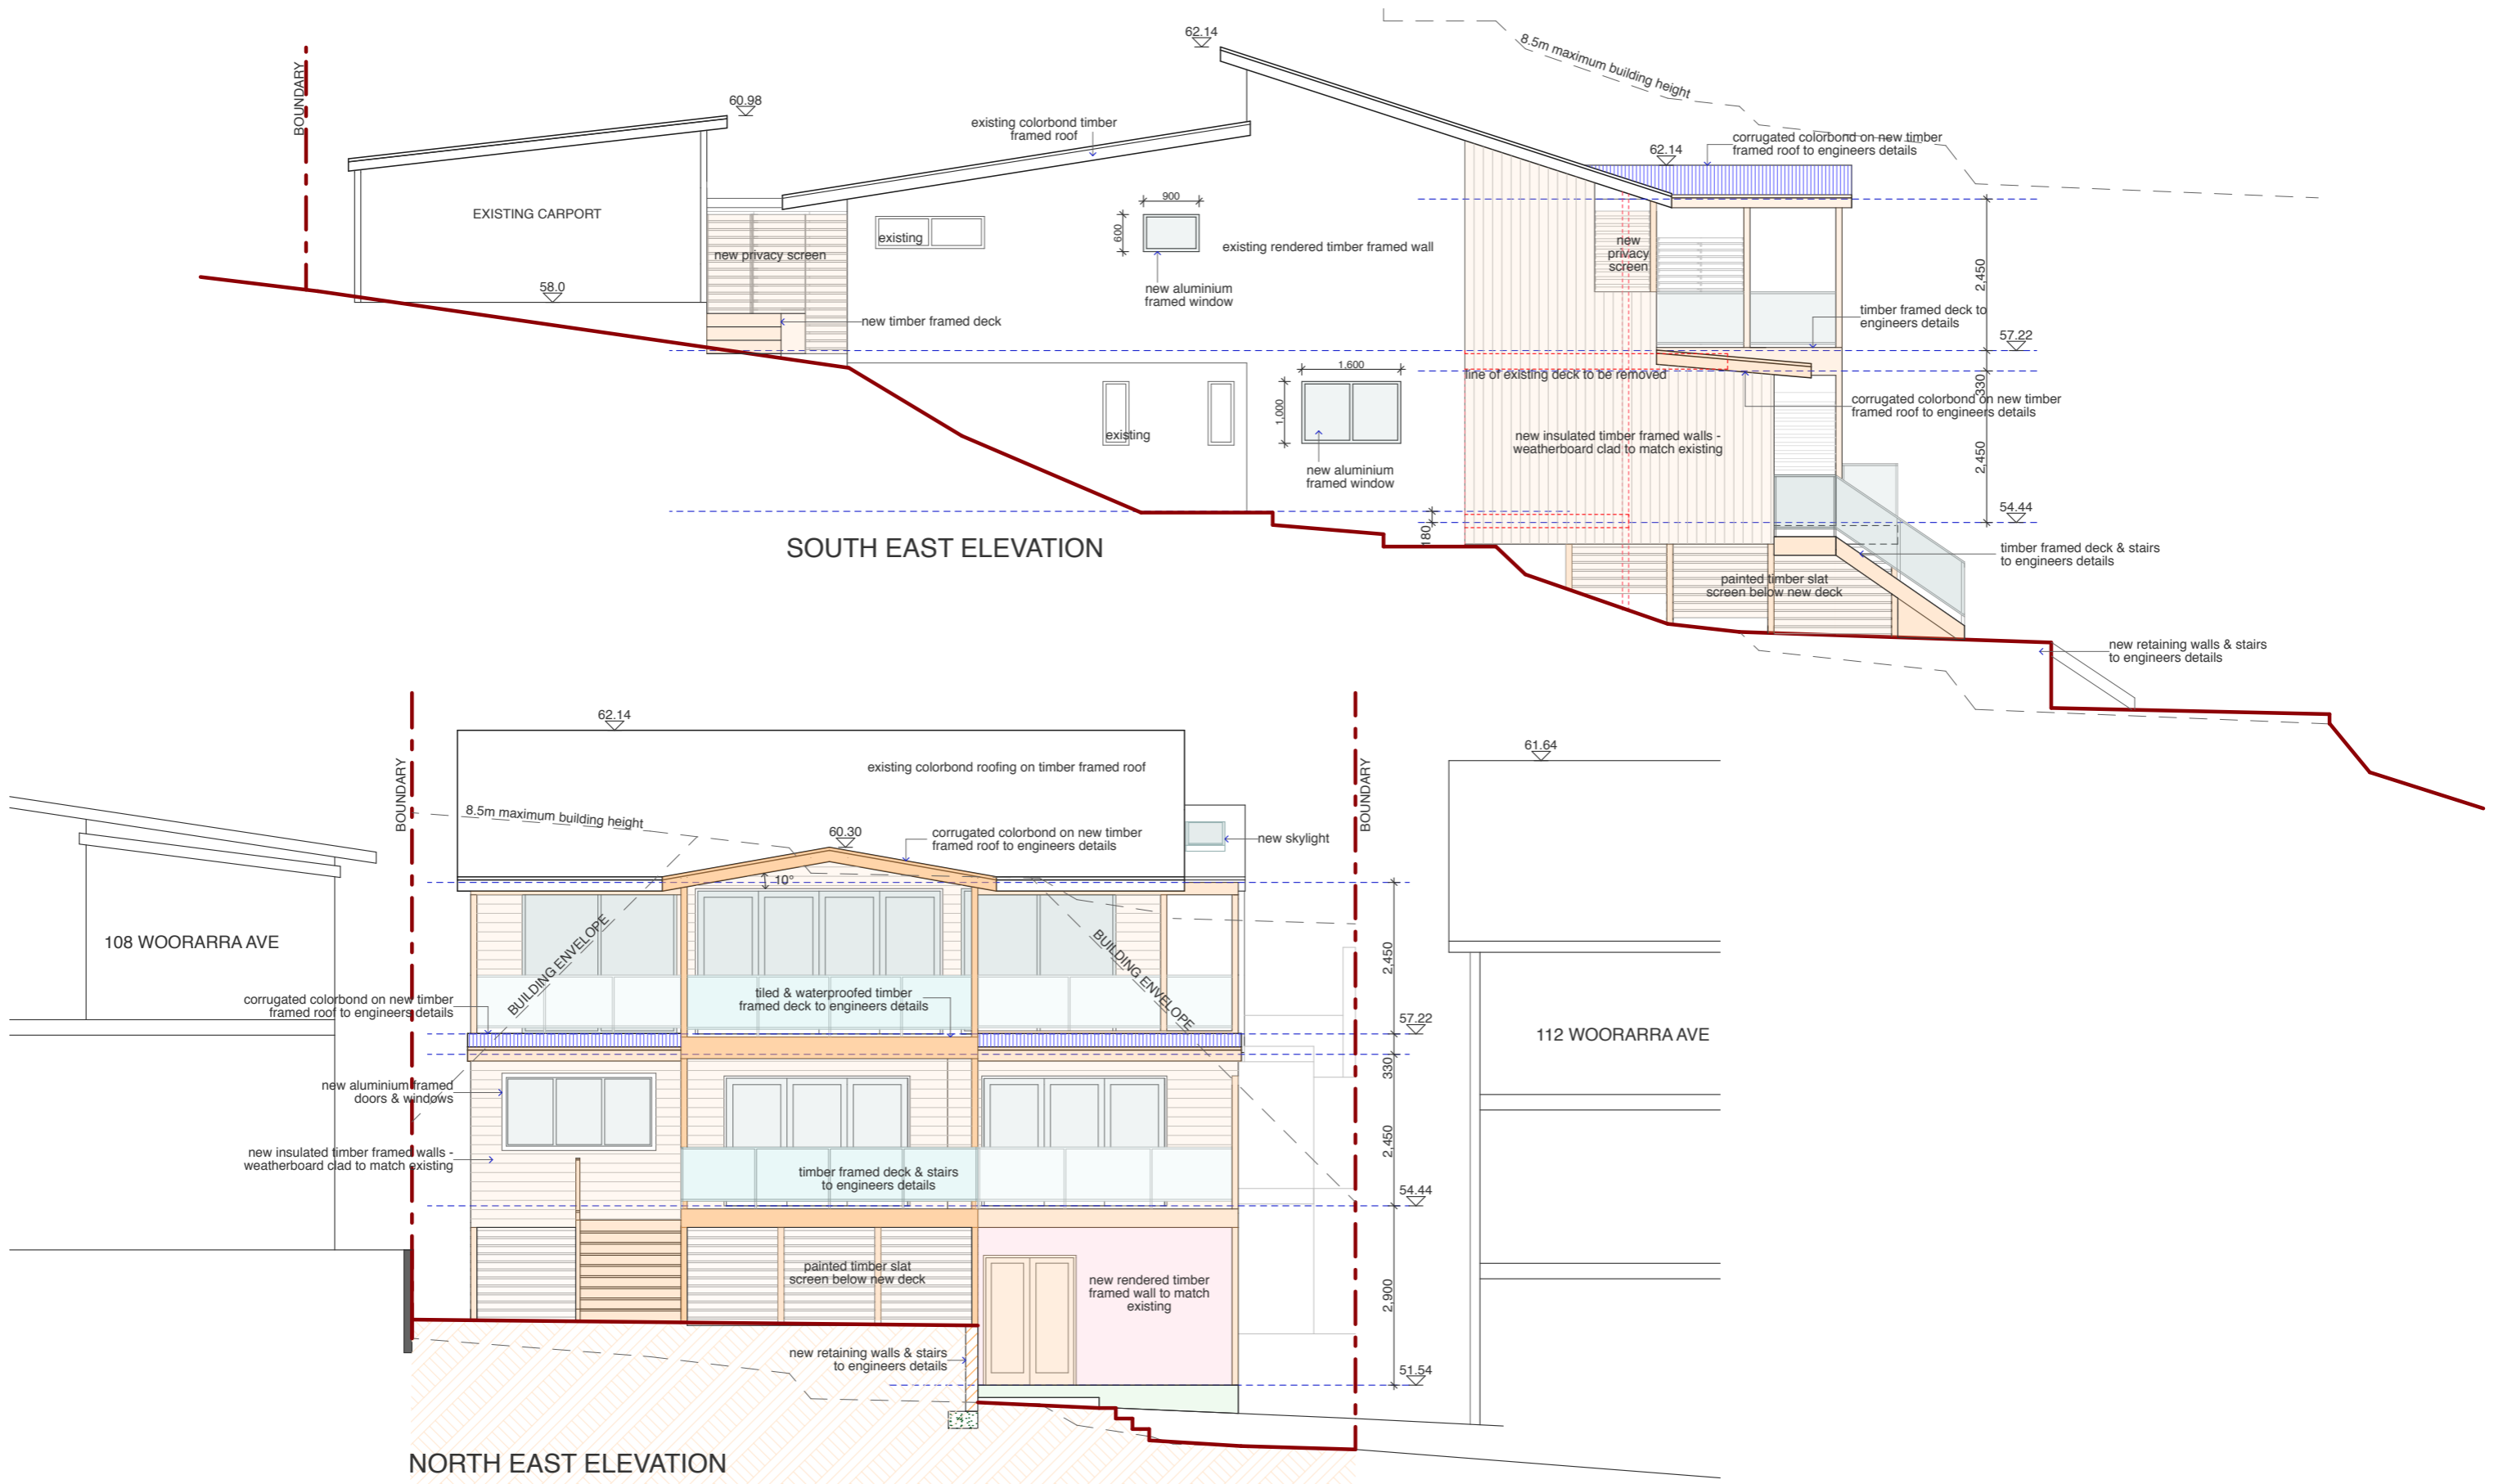 62.14
8.5m maximum building height
BOUNDARY
60.98
existing colorbond timber
framed roof
corrugated colorbond on new timber
framed roof to engineers details
62.14
EXISTING CARPORT
900
600
existing
existing rendered timber framed wall
new privacy screen
new
privacy
screen
2,450
new aluminium
framed window
58.0
new timber framed deck
timber framed deck to
engineers details
57.22
1,600
1,000
line of existing deck to be removed
330
corrugated colorbond on new timber
framed roof to engineers details
existing
new insulated timber framed walls -
weatherboard clad to match existing
2,450
new aluminium
framed window
54.44
180
SOUTH EAST ELEVATION
timber framed deck & stairs
to engineers details
painted timber slat
screen below new deck
new retaining walls & stairs
to engineers details
62.14
61.64
BOUNDARY
existing colorbond roofing on timber framed roof
BOUNDARY
8.5m maximum building height
60.30
corrugated colorbond on new timber
framed roof to engineers details
new skylight
10°
108 WOORARRA AVE
BUILDING ENVELOPE
BUILDING ENVELOPE
2,450
corrugated colorbond on new timber
framed roof to engineers details
tiled & waterproofed timber
framed deck to engineers details
57.22
112 WOORARRA AVE
330
new aluminium framed
doors & windows
2,450
new insulated timber framed walls -
weatherboard clad to match existing
timber framed deck & stairs
to engineers details
54.44
painted timber slat
screen below new deck
new rendered timber
framed wall to match
existing
2,900
new retaining walls & stairs
to engineers details
51.54
NORTH EAST ELEVATION